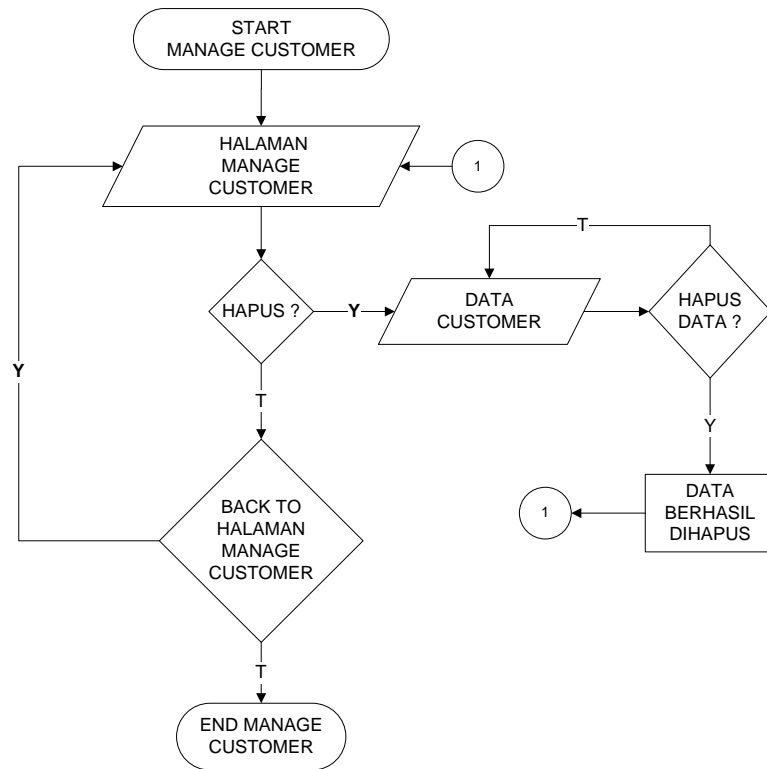 START
MANAGE CUSTOMER
HALAMAN
MANAGE
CUSTOMER
1
T
HAPUS ?
Y
DATA
CUSTOMER
HAPUS
DATA ?
Y
T
Y
BACK TO
HALAMAN
MANAGE
CUSTOMER
1
DATA
BERHASIL
DIHAPUS
T
END MANAGE
CUSTOMER